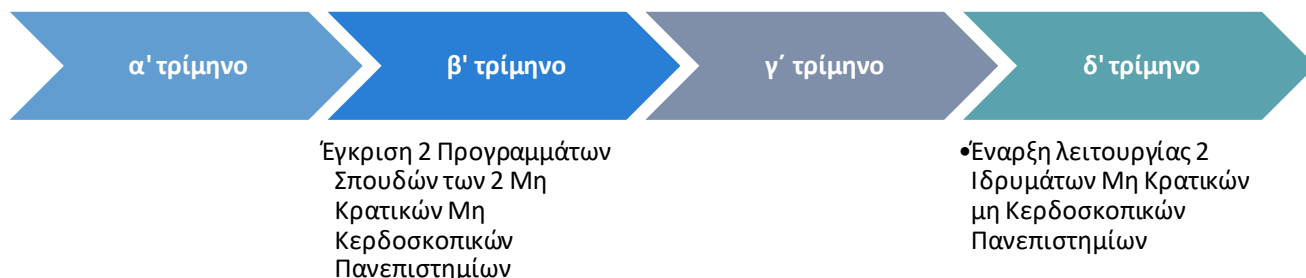 α' τρίμηνο
β' τρίμηνο
γ΄ τρίμηνο
δ' τρίμηνο
Έγκριση 2 Προγραμμάτων
Σπουδών των 2 Μη
Κρατικών Μη
Κερδοσκοπικών
Πανεπιστημίων
•Έναρξη λειτουργίας 2
Ιδρυμάτων Μη Κρατικών
μη Κερδοσκοπικών
Πανεπιστημίων